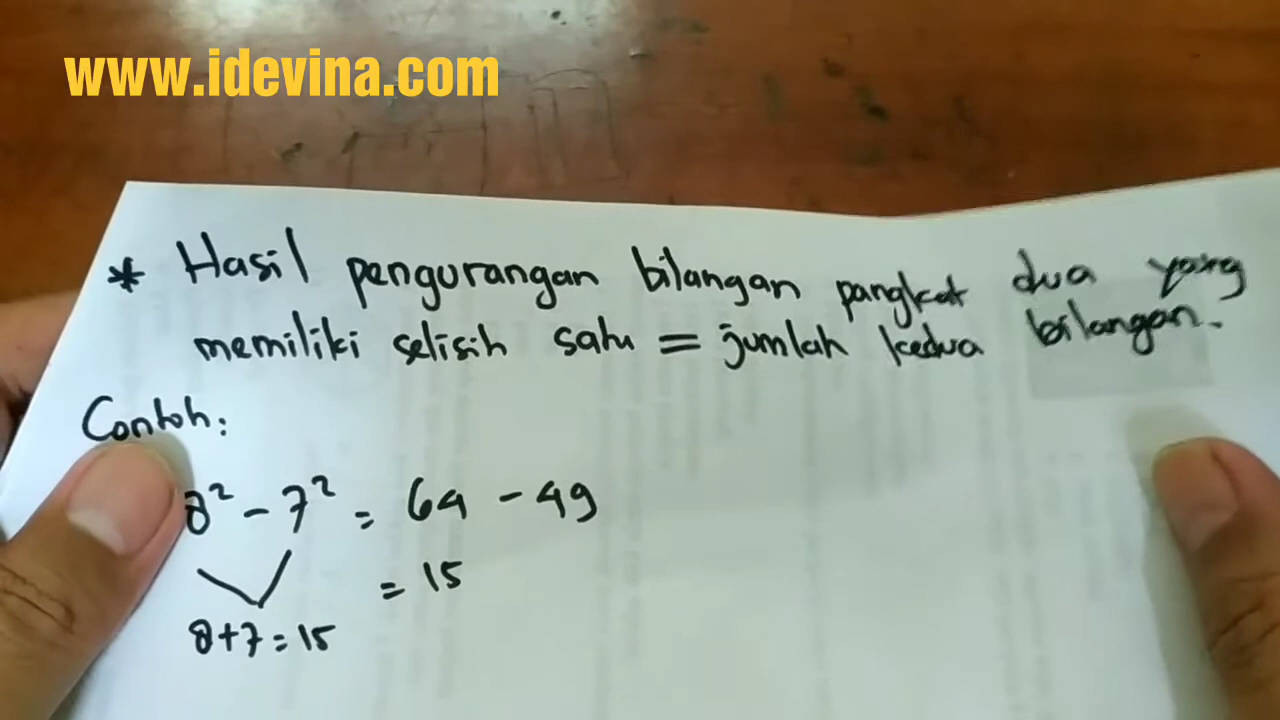 www.idevina.com
* Hasil pengurangan bilangan pangkat dua yang
memiliki selisih satu = jumlah kedua bilangan.
Contoh:
8² - 7² = 64 - 49
= 15
8+7=15